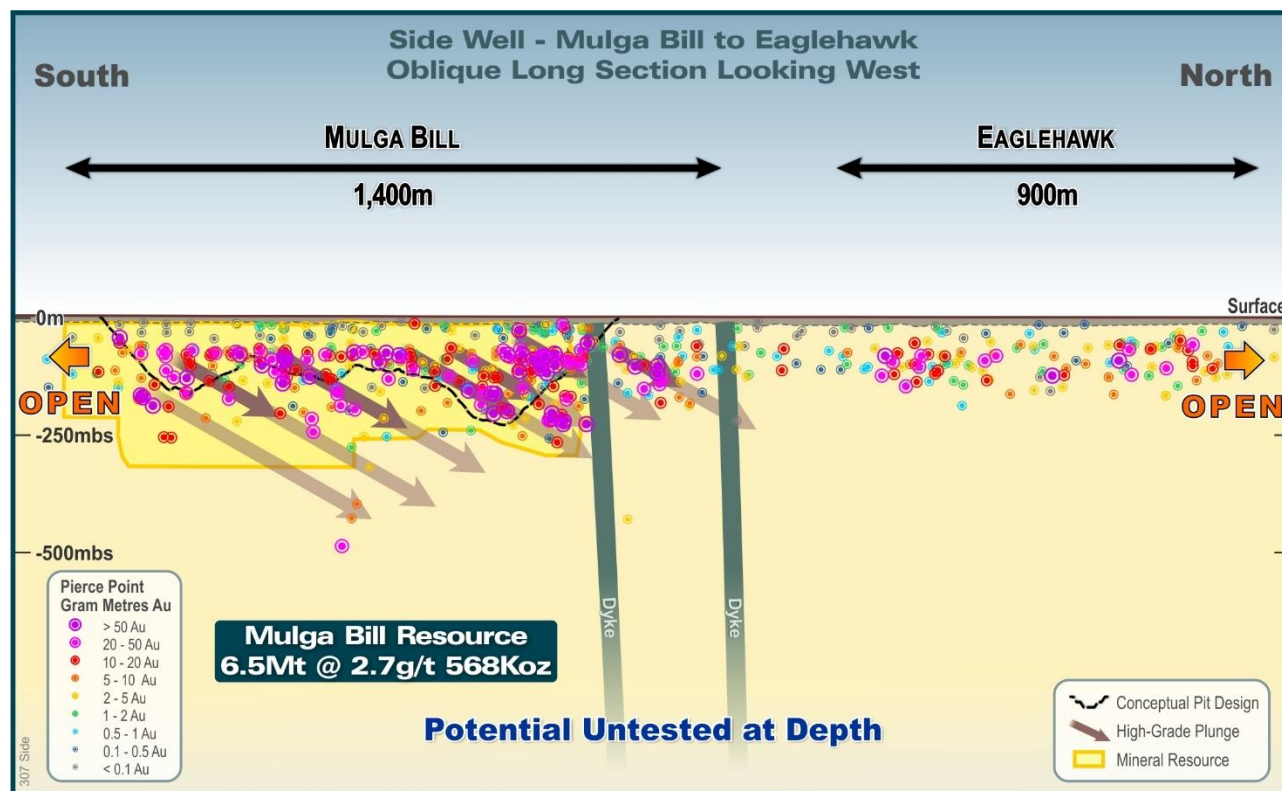 Side Well - Mulga Bill to Eaglehawk
Oblique Long Section Looking West
South
North
MULGA BILL
1,400m
EAGLEHAWK
900m
Surface
0m
OPEN
OPEN
-250mbs
-500mbs
Pierce Point
Gram Metres Au
> 50 Au
20 - 50 Au
10 - 20 Au
5 - 10 Au
2 - 5 Au
1 - 2 Au
0.5 - 1 Au
0.1 - 0.5 Au
< 0.1 Au
Mulga Bill Resource
6.5Mt @ 2.7g/t 568Koz
Dyke
Dyke
Potential Untested at Depth
Conceptual Pit Design
High-Grade Plunge
Mineral Resource
307 Side